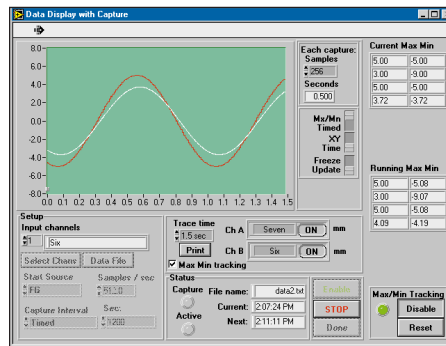 Data Display with Capture
8.0
6.0
4.0
2.0
0.0
-2.0
-4.0
-6.0
-8.0
0.0 0.1 0.2 0.3 0.4 0.5 0.6 0.7 0.8 0.9 1.0 1.1 1.2 1.3 1.4 1.5
Each capture:
Samples
256
Seconds
0.500
Mx/Mn
Timed
XY
Time
Freeze
Update
Current Max Min
5.00 -5.00
3.00 -9.00
5.00 -5.00
3.72 -3.72
Running Max Min
5.00 -5.08
3.00 -9.07
5.00 -5.08
4.09 -4.19
Setup
Input channels
1 Six
Select Chans Data File
Start Source Samples / sec
FG
Capture Interval Sec.
Timed 1200
Trace time
1.5 sec
Print
Ch A Seven ON mm
Ch B Six ON mm
Max Min tracking
Status
Capture
Active
File name: data2.txt
Current: 2:07:24 PM
Next: 2:11:11 PM
Enable
STOP
Done
Max/Min Tracking
Disable
Reset